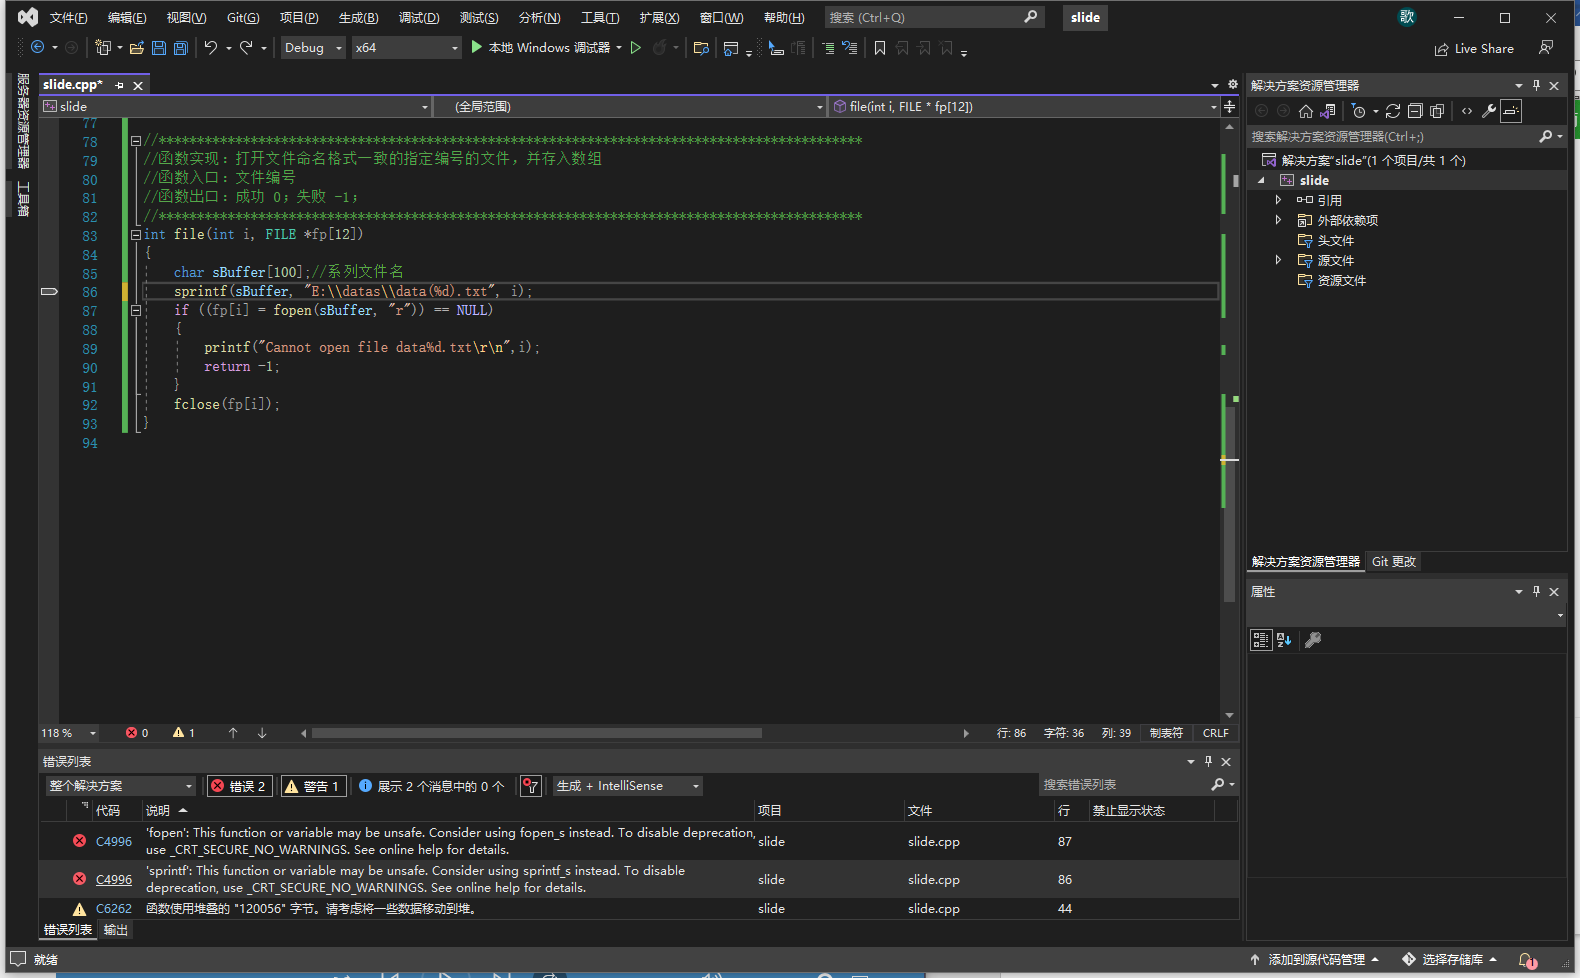 文件(F) 编辑(E) 视图(V) Git(G) 项目(P) 生成(B) 调试(D) 测试(S) 分析(N) 工具(T) 扩展(X) 窗口(W) 帮助(H) 搜索 (Ctrl+Q) slide 歌
Debug x64 本地 Windows 调试器 Live Share
服务器资源管理器
工具箱
slide.cpp*
slide (全局范围) file(int i, FILE * fp[12])
77
78 //********************************************************************************************
79 //函数实现：打开文件命名格式一致的指定编号的文件，并存入数组
80 //函数入口：文件编号
81 //函数出口：成功 0；失败 -1；
82 //********************************************************************************************
83 int file(int i, FILE *fp[12])
84 {
85 char sBuffer[100];//系列文件名
86 sprintf(sBuffer, "E:\\datas\\data(%d).txt", i);
87 if ((fp[i] = fopen(sBuffer, "r")) == NULL)
88 {
89 printf("Cannot open file data%d.txt\r\n",i);
90 return -1;
91 }
92 fclose(fp[i]);
93 }
94
118 % 0 1 行: 86 字符: 36 列: 39 制表符 CRLF
错误列表
整个解决方案 错误 2 警告 1 展示 2 个消息中的 0 个 生成 + IntelliSense 搜索错误列表
代码 说明 项目 文件 行 禁止显示状态
C4996 'fopen': This function or variable may be unsafe. Consider using fopen_s instead. To disable deprecation, slide slide.cpp 87
use _CRT_SECURE_NO_WARNINGS. See online help for details.
C4996 'sprintf': This function or variable may be unsafe. Consider using sprintf_s instead. To disable slide slide.cpp 86
deprecation, use _CRT_SECURE_NO_WARNINGS. See online help for details.
C6262 函数使用堆叠的 "120056" 字节。请考虑将一些数据移动到堆。 slide slide.cpp 44
错误列表 输出
解决方案资源管理器
搜索解决方案资源管理器(Ctrl+;)
解决方案"slide"(1 个项目/共 1 个)
slide
引用
外部依赖项
头文件
源文件
资源文件
解决方案资源管理器 Git 更改
属性
就绪 添加到源代码管理 选择存储库 1